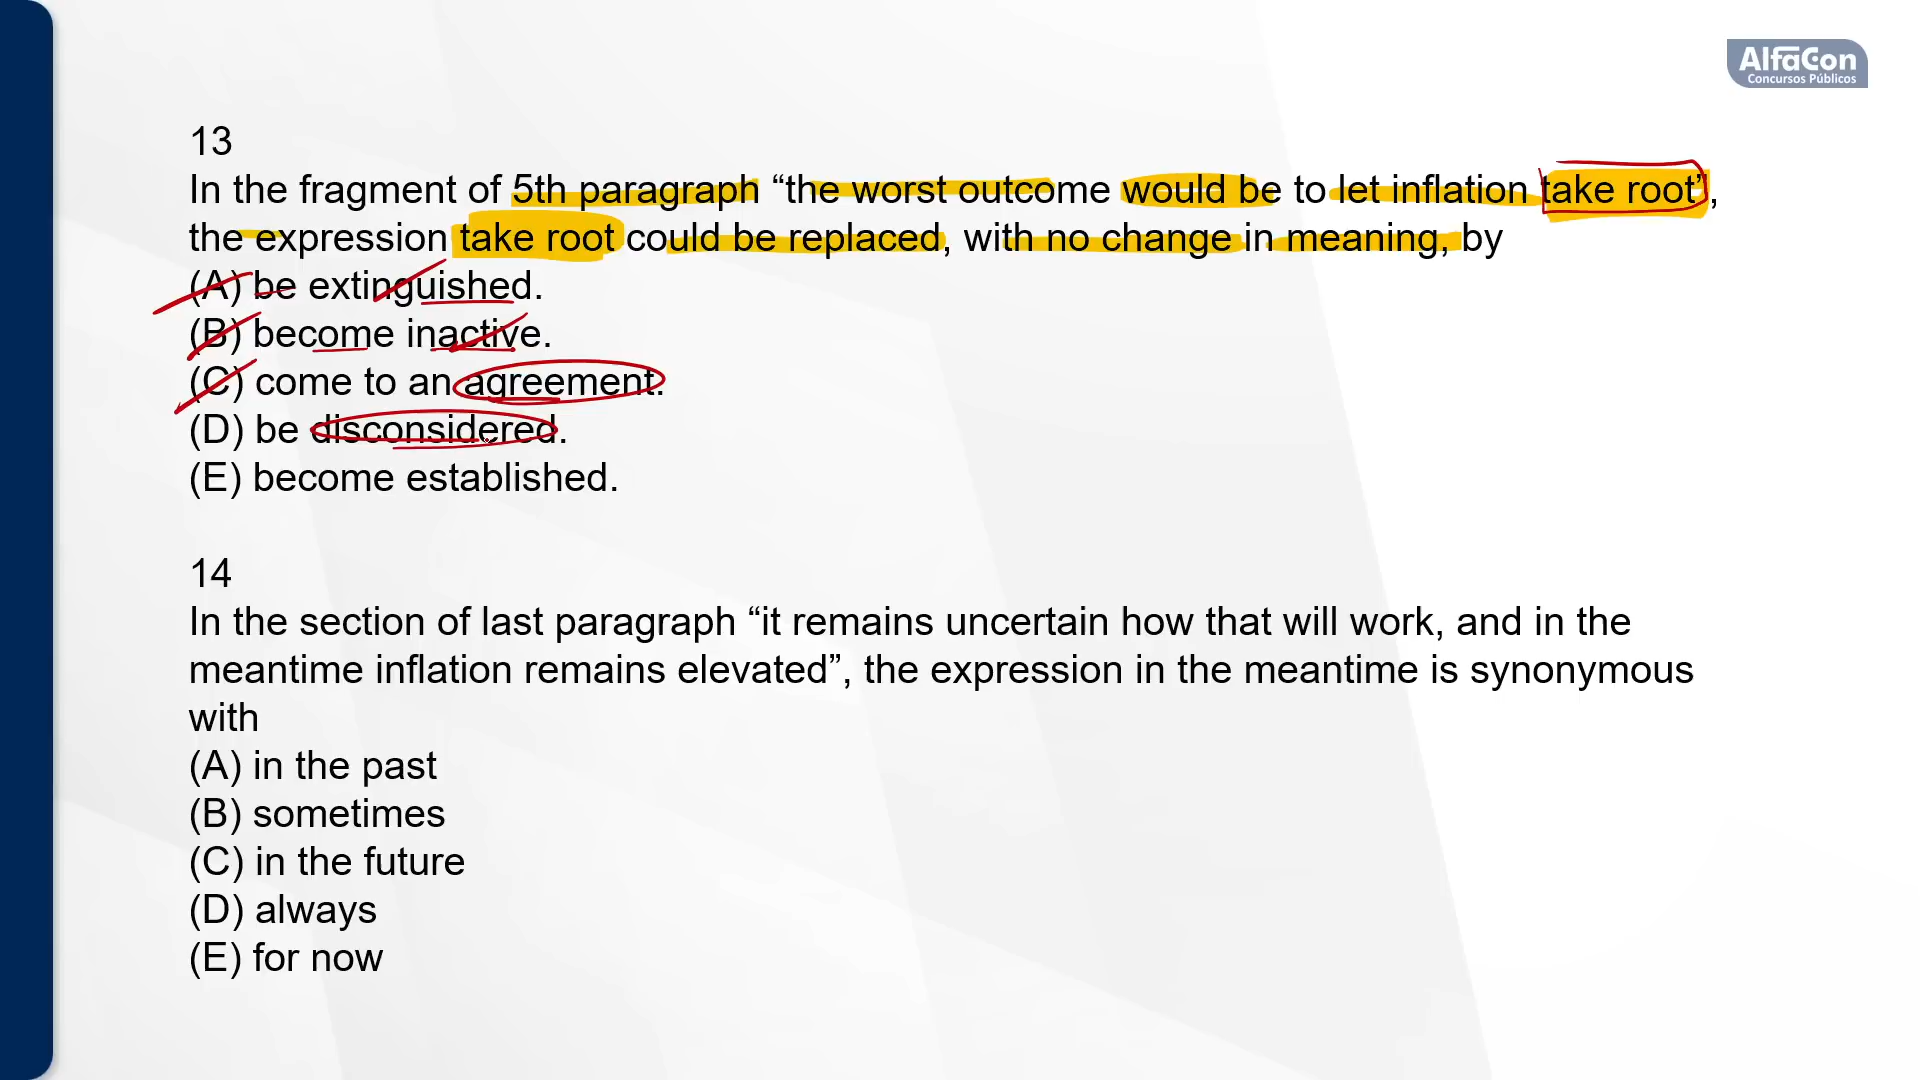 AlfaCon
Concursos Públicos
13
In the fragment of 5th paragraph “the worst outcome would be to let inflation take root”,
the expression take root could be replaced, with no change in meaning, by
(A) be extinguished.
(B) become inactive.
(C) come to an agreement.
(D) be disconsidered.
(E) become established.
14
In the section of last paragraph “it remains uncertain how that will work, and in the
meantime inflation remains elevated”, the expression in the meantime is synonymous
with
(A) in the past
(B) sometimes
(C) in the future
(D) always
(E) for now